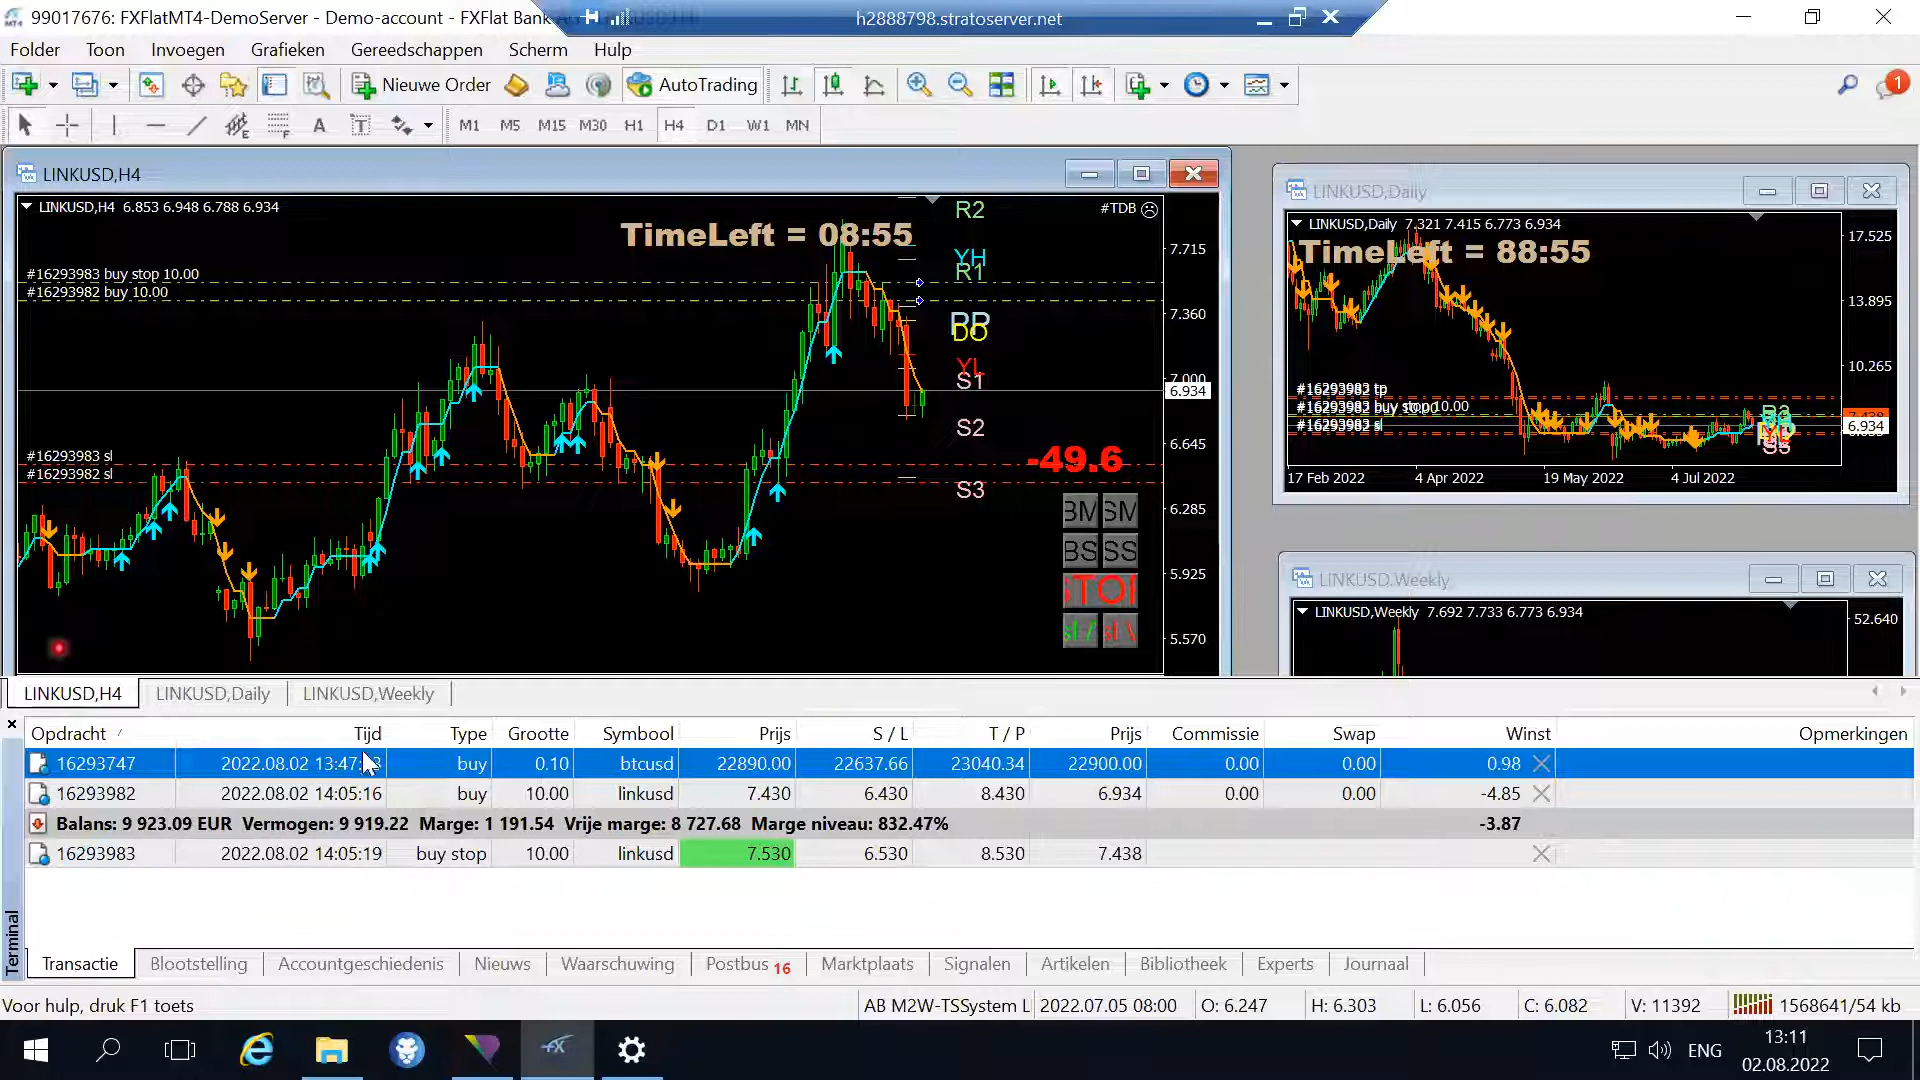 99017676: FXFlatMT4-DemoServer - Demo-account - FXFlat Bank
h2888798.stratoserver.net
Folder Toon Invoegen Grafieken Gereedschappen Scherm Hulp
Nieuwe Order AutoTrading 1
A T M1 M5 M15 M30 H1 H4 D1 W1 MN
LINKUSD,H4
LINKUSD,H4 6.853 6.948 6.788 6.934
#TDB
TimeLeft = 08:55
R2
YH
R1
PP
DO
YL
S1
S2
S3
#16293983 buy stop 10.00
#16293982 buy 10.00
#16293983 sl
#16293982 sl
-49.6
BM SM
BS SS
7.715
7.360
7.000
6.934
6.645
6.285
5.925
5.570
LINKUSD,Daily
LINKUSD,Daily 7.321 7.415 6.773 6.934
TimeLeft = 88:55
17.525
13.895
10.265
6.934
#16293983 tp
#16293983 buy stop 10.00
#16293982 sl
17 Feb 2022 4 Apr 2022 19 May 2022 4 Jul 2022
LINKUSD,Weekly
LINKUSD,Weekly 7.692 7.733 6.773 6.934
52.640
LINKUSD,H4 LINKUSD,Daily LINKUSD,Weekly
Opdracht / Tijd Type Grootte Symbool Prijs S / L T / P Prijs Commissie Swap Winst Opmerkingen
16293747 2022.08.02 13:47: buy 0.10 btcusd 22890.00 22637.66 23040.34 22900.00 0.00 0.00 0.98
16293982 2022.08.02 14:05:16 buy 10.00 linkusd 7.430 6.430 8.430 6.934 0.00 0.00 -4.85
Balans: 9 923.09 EUR Vermogen: 9 919.22 Marge: 1 191.54 Vrije marge: 8 727.68 Marge niveau: 832.47% -3.87
16293983 2022.08.02 14:05:19 buy stop 10.00 linkusd 7.530 6.530 8.530 7.438
Terminal
Transactie Blootstelling Accountgeschiedenis Nieuws Waarschuwing Postbus 16 Marktplaats Signalen Artikelen Bibliotheek Experts Journaal
Voor hulp, druk F1 toets AB M2W-TSSystem L 2022.07.05 08:00 O: 6.247 H: 6.303 L: 6.056 C: 6.082 V: 11392 1568641/54 kb
ENG
13:11
02.08.2022